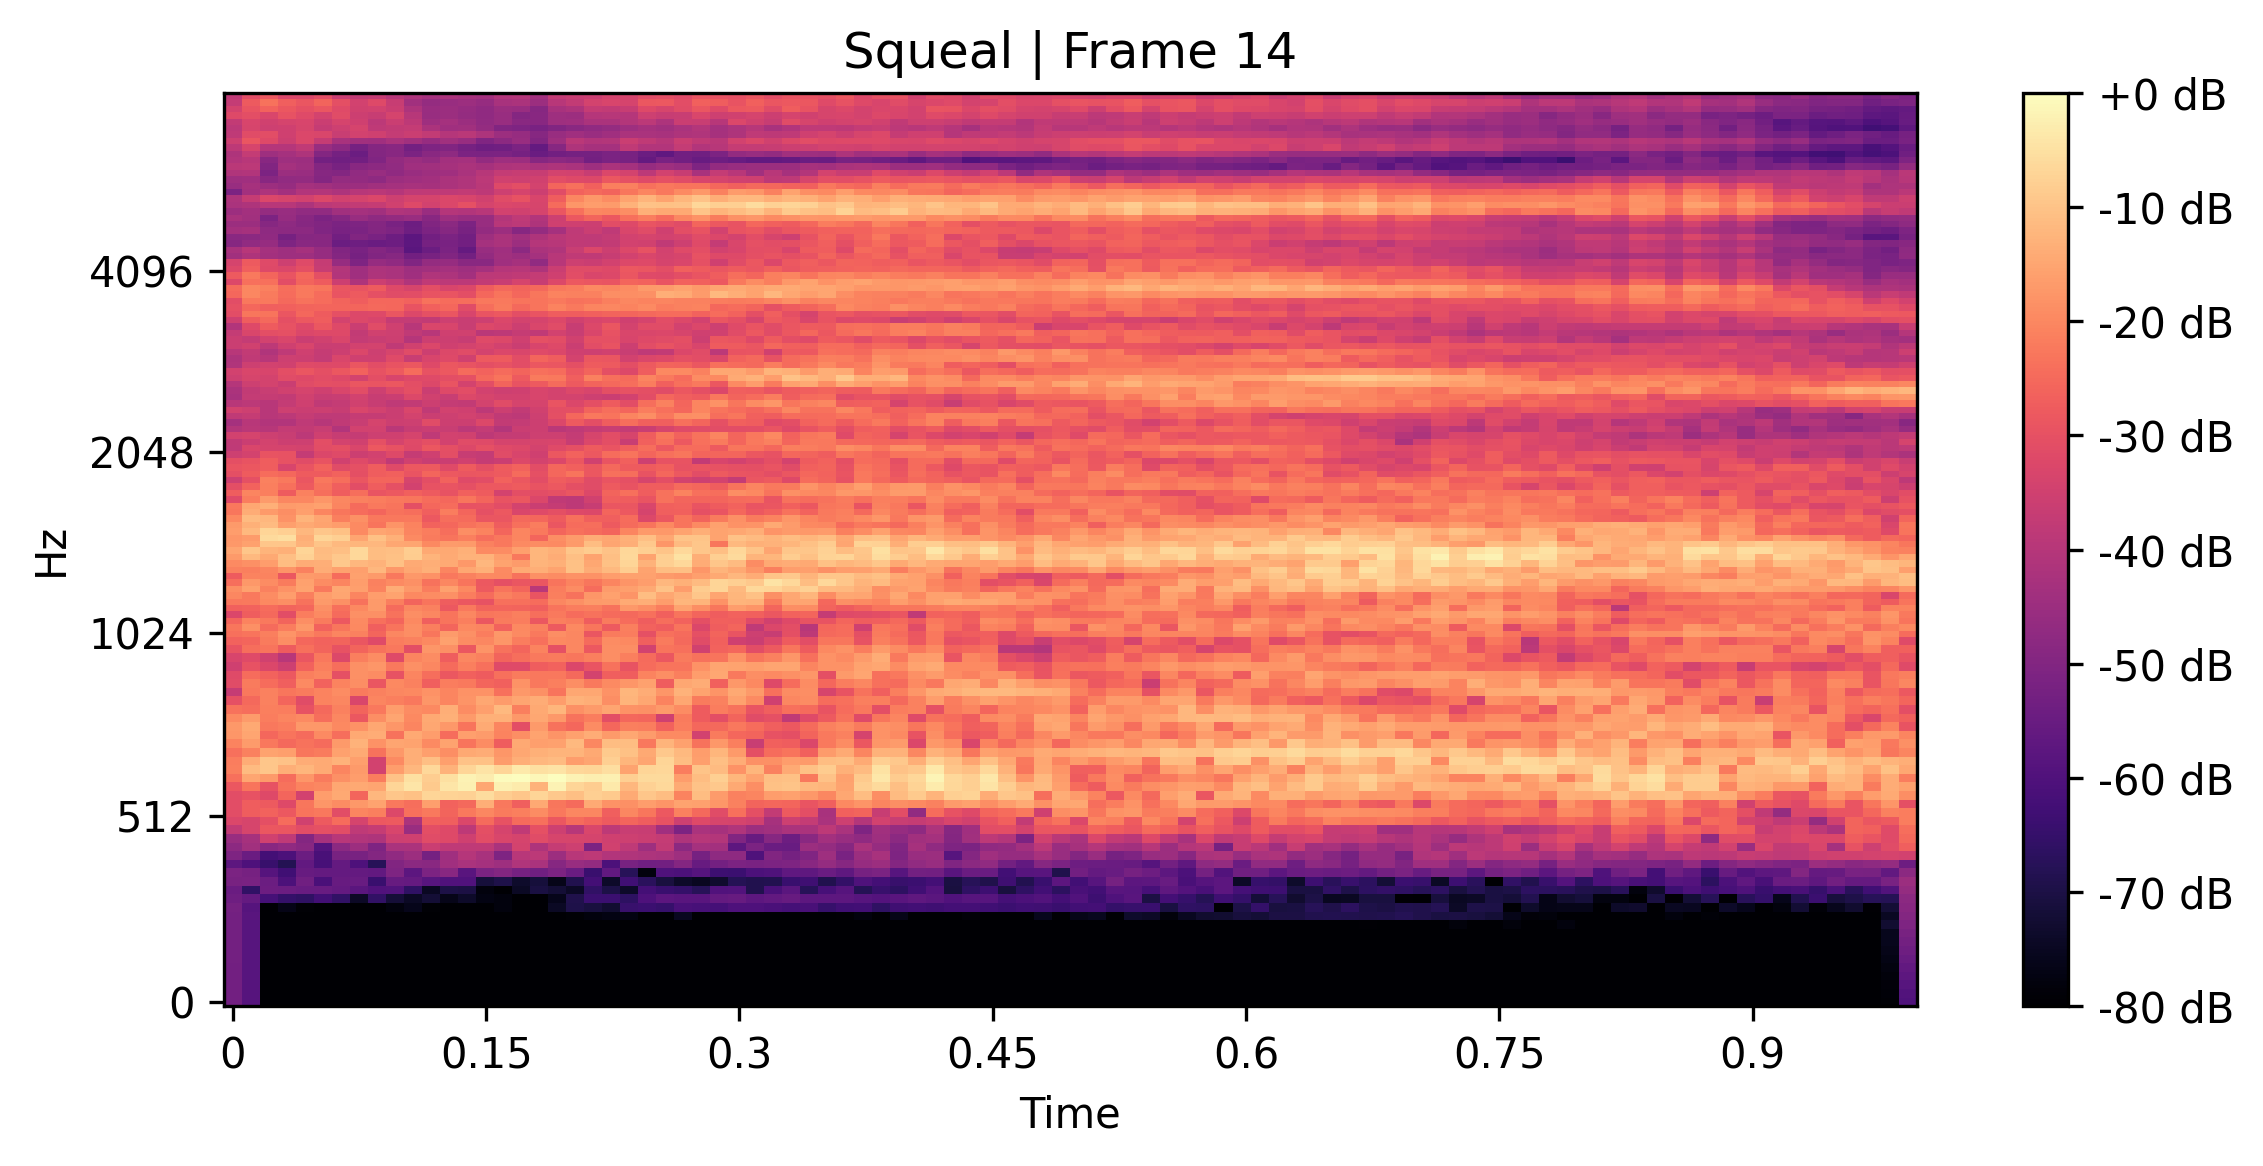 Squeal | Frame 14
+0 dB
-10 dB
-20 dB
-30 dB
-40 dB
-50 dB
-60 dB
-70 dB
-80 dB
4096
2048
1024
512
0
Hz
0 0.15 0.3 0.45 0.6 0.75 0.9
Time